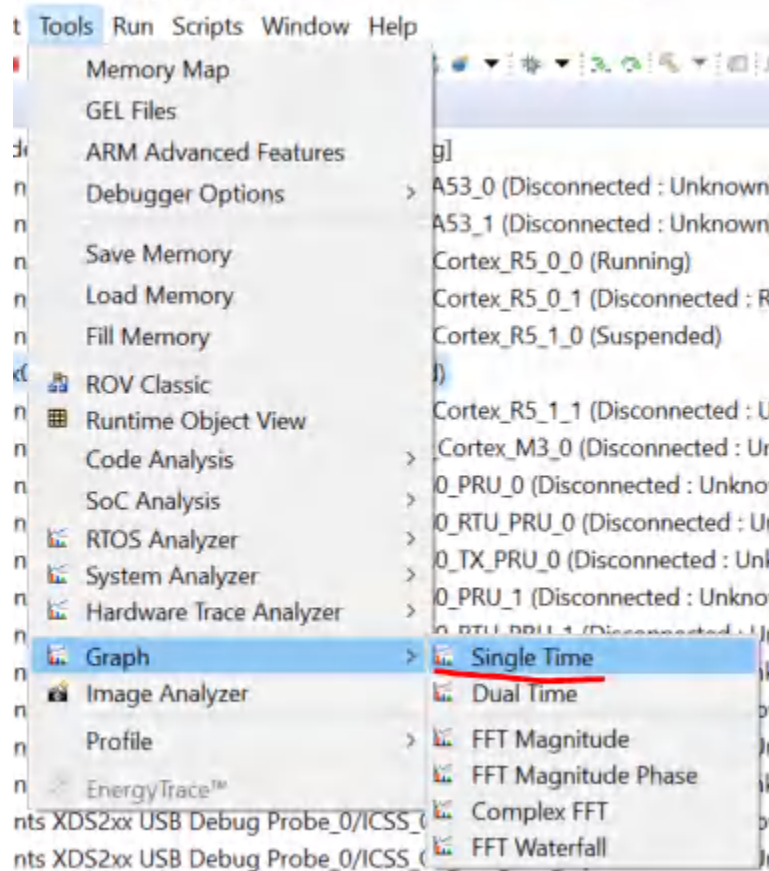 t Tools Run Scripts Window Help
Memory Map
GEL Files
ARM Advanced Features
g]
Debugger Options
A53_0 (Disconnected : Unknown
A53_1 (Disconnected : Unknown
Save Memory
Cortex_R5_0_0 (Running)
Load Memory
Cortex_R5_0_1 (Disconnected : R
Fill Memory
Cortex_R5_1_0 (Suspended)
ROV Classic
Runtime Object View
Cortex_R5_1_1 (Disconnected : U
Code Analysis
Cortex_M3_0 (Disconnected : Un
SoC Analysis
0_PRU_0 (Disconnected : Unkno
RTOS Analyzer
0_RTU_PRU_0 (Disconnected : Un
System Analyzer
0_TX_PRU_0 (Disconnected : Unk
Hardware Trace Analyzer
0_PRU_1 (Disconnected : Unkno
Graph
Single Time
Image Analyzer
Dual Time
Profile
FFT Magnitude
FFT Magnitude Phase
EnergyTrace™
Complex FFT
nts XDS2xx USB Debug Probe_0/ICSS_
FFT Waterfall
nts XDS2xx USB Debug Probe_0/ICSS_